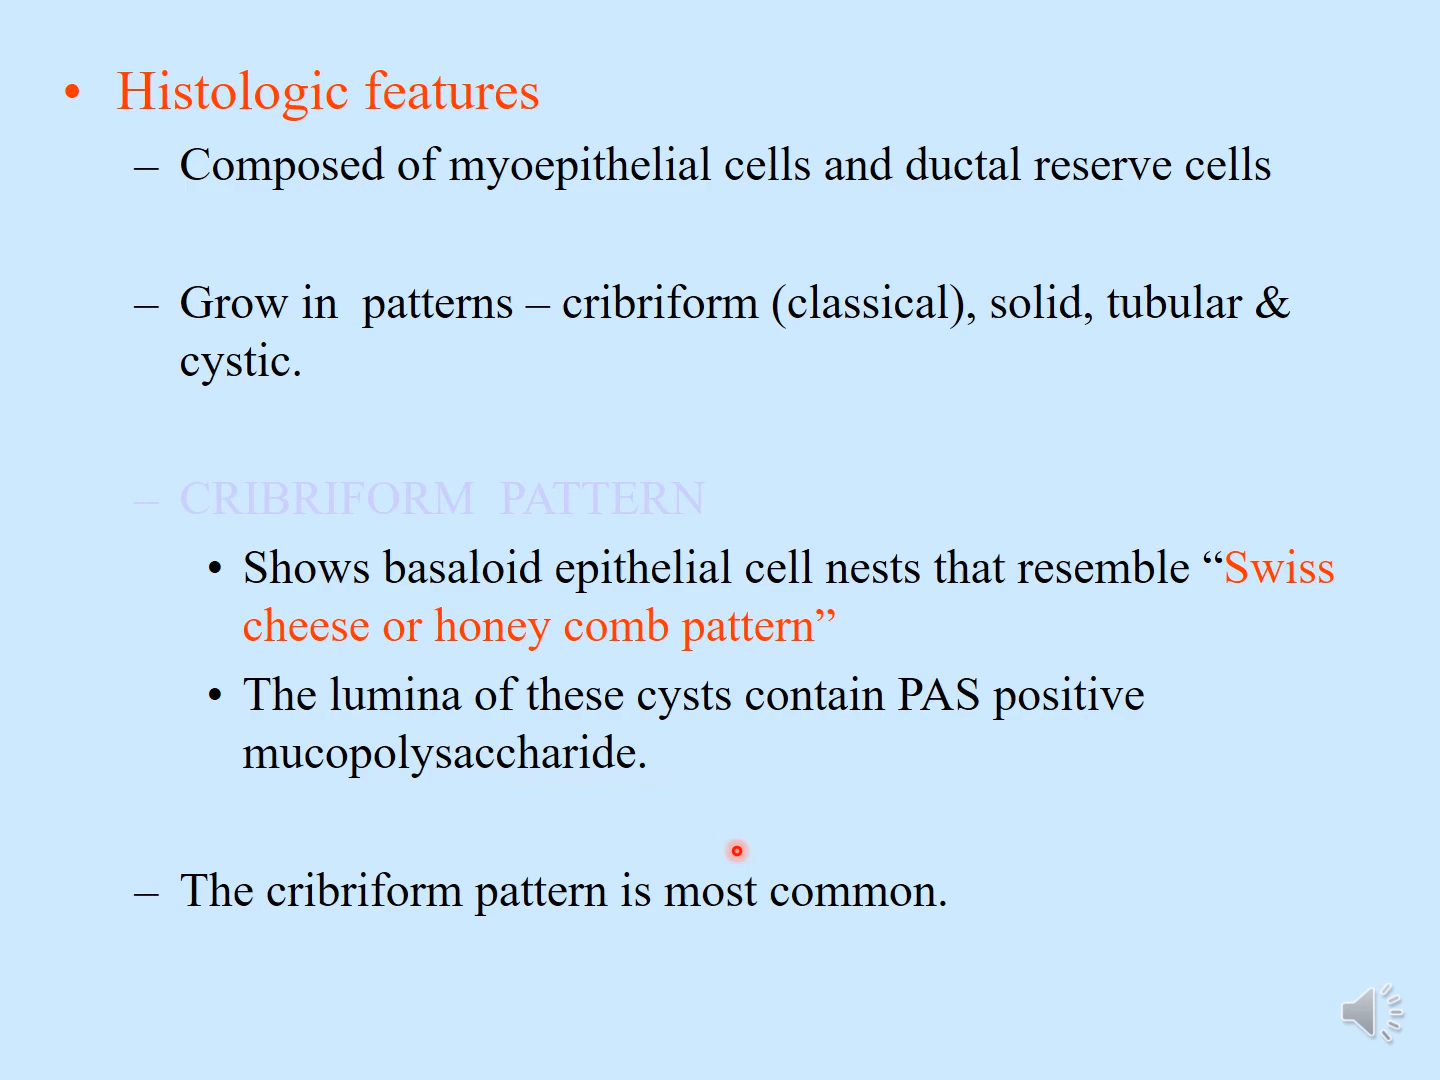 • Histologic features
– Composed of myoepithelial cells and ductal reserve cells
– Grow in  patterns – cribriform (classical), solid, tubular &
cystic.
– CRIBRIFORM  PATTERN
• Shows basaloid epithelial cell nests that resemble “Swiss
cheese or honey comb pattern”
• The lumina of these cysts contain PAS positive
mucopolysaccharide.
– The cribriform pattern is most common.